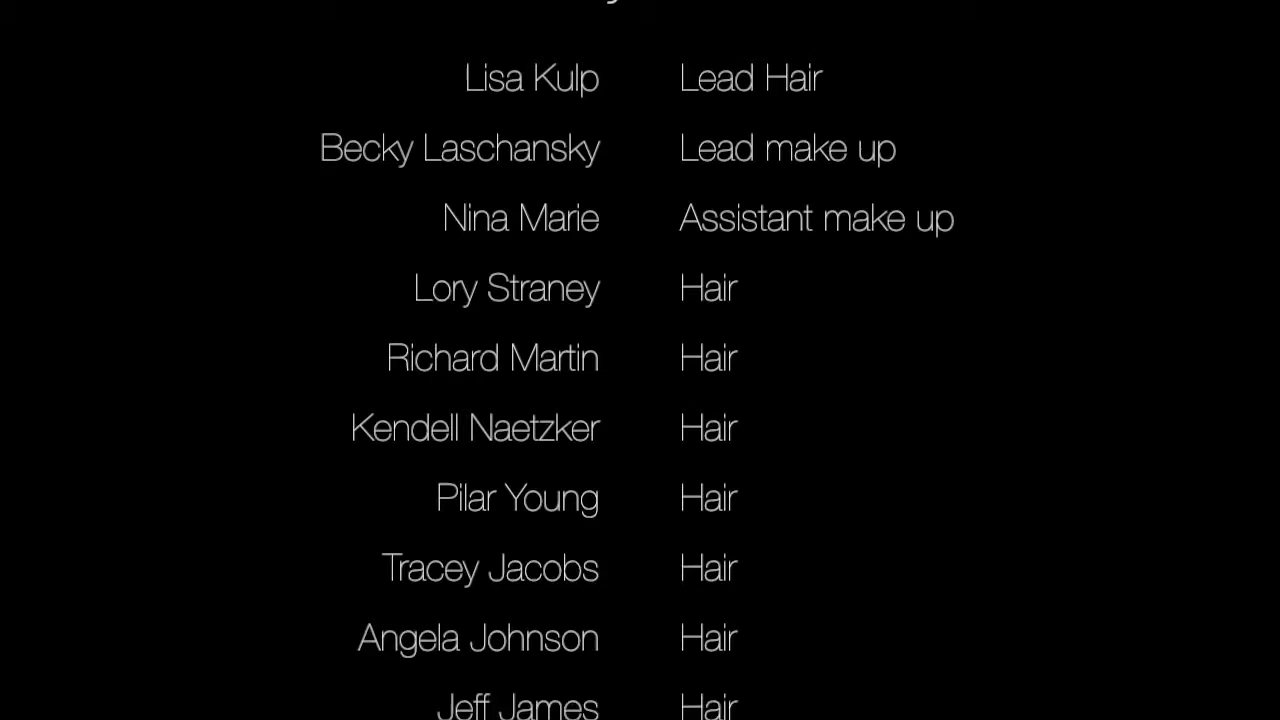 Lisa Kulp Lead Hair
Becky Laschansky Lead make up
Nina Marie Assistant make up
Lory Straney Hair
Richard Martin Hair
Kendell Naetzker Hair
Pilar Young Hair
Tracey Jacobs Hair
Angela Johnson Hair
Jeff James Hair